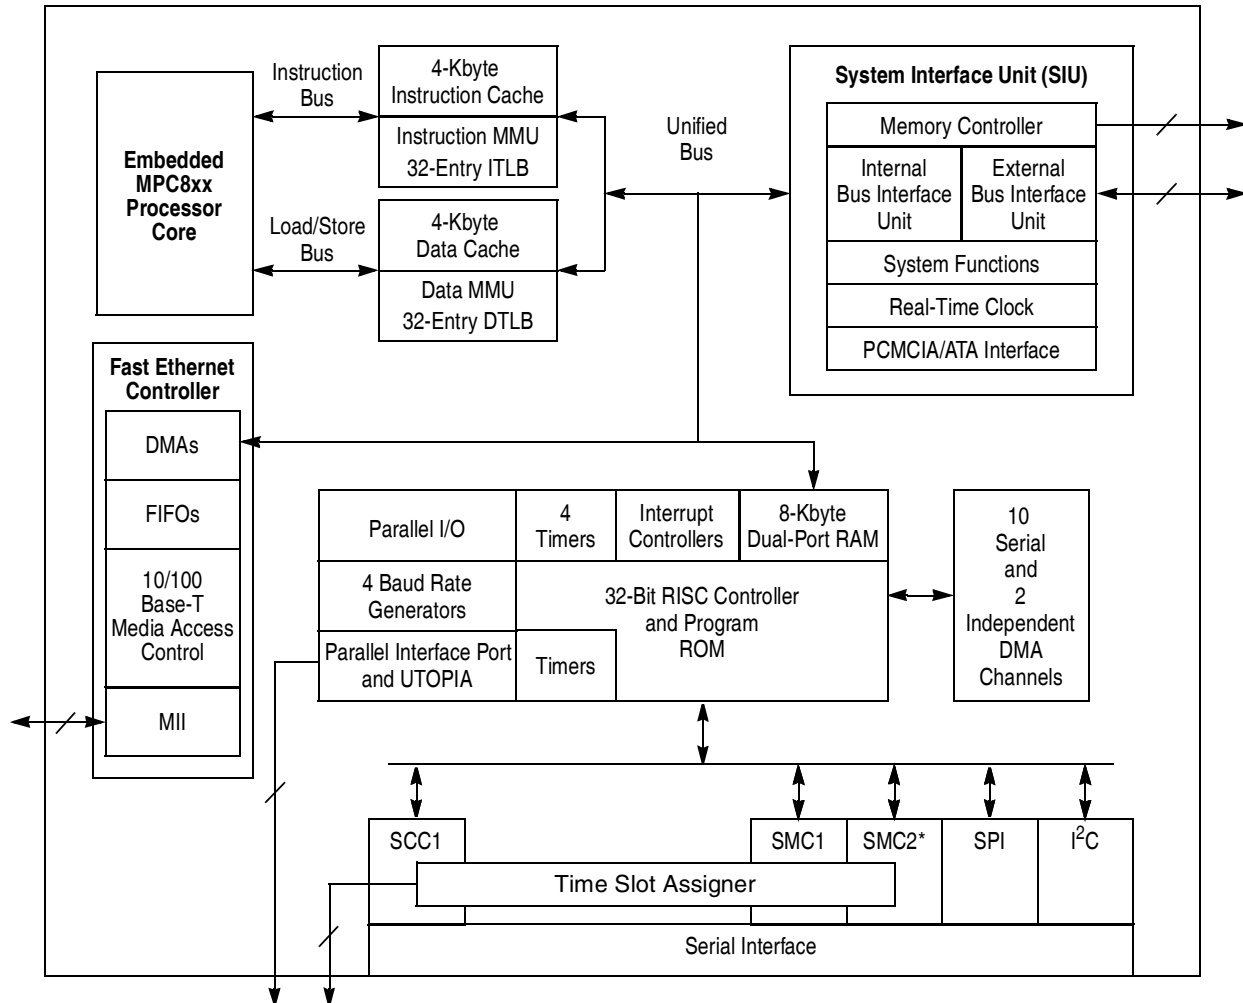 Embedded
MPC8xx
Processor
Core
Instruction
Bus
Load/Store
Bus
4-Kbyte
Instruction Cache
Instruction MMU
32-Entry ITLB
4-Kbyte
Data Cache
Data MMU
32-Entry DTLB
Unified
Bus
System Interface Unit (SIU)
Memory Controller
Internal
Bus Interface
Unit
External
Bus Interface
Unit
System Functions
Real-Time Clock
PCMCIA/ATA Interface
Fast Ethernet
Controller
DMAs
FIFOs
10/100
Base-T
Media Access
Control
MII
Parallel I/O
4
Timers
Interrupt
Controllers
8-Kbyte
Dual-Port RAM
4 Baud Rate
Generators
32-Bit RISC Controller
and Program
ROM
Parallel Interface Port
and UTOPIA
Timers
10
Serial
and
2
Independent
DMA
Channels
SCC1
SMC1
SMC2*
SPI
I²C
Time Slot Assigner
Serial Interface